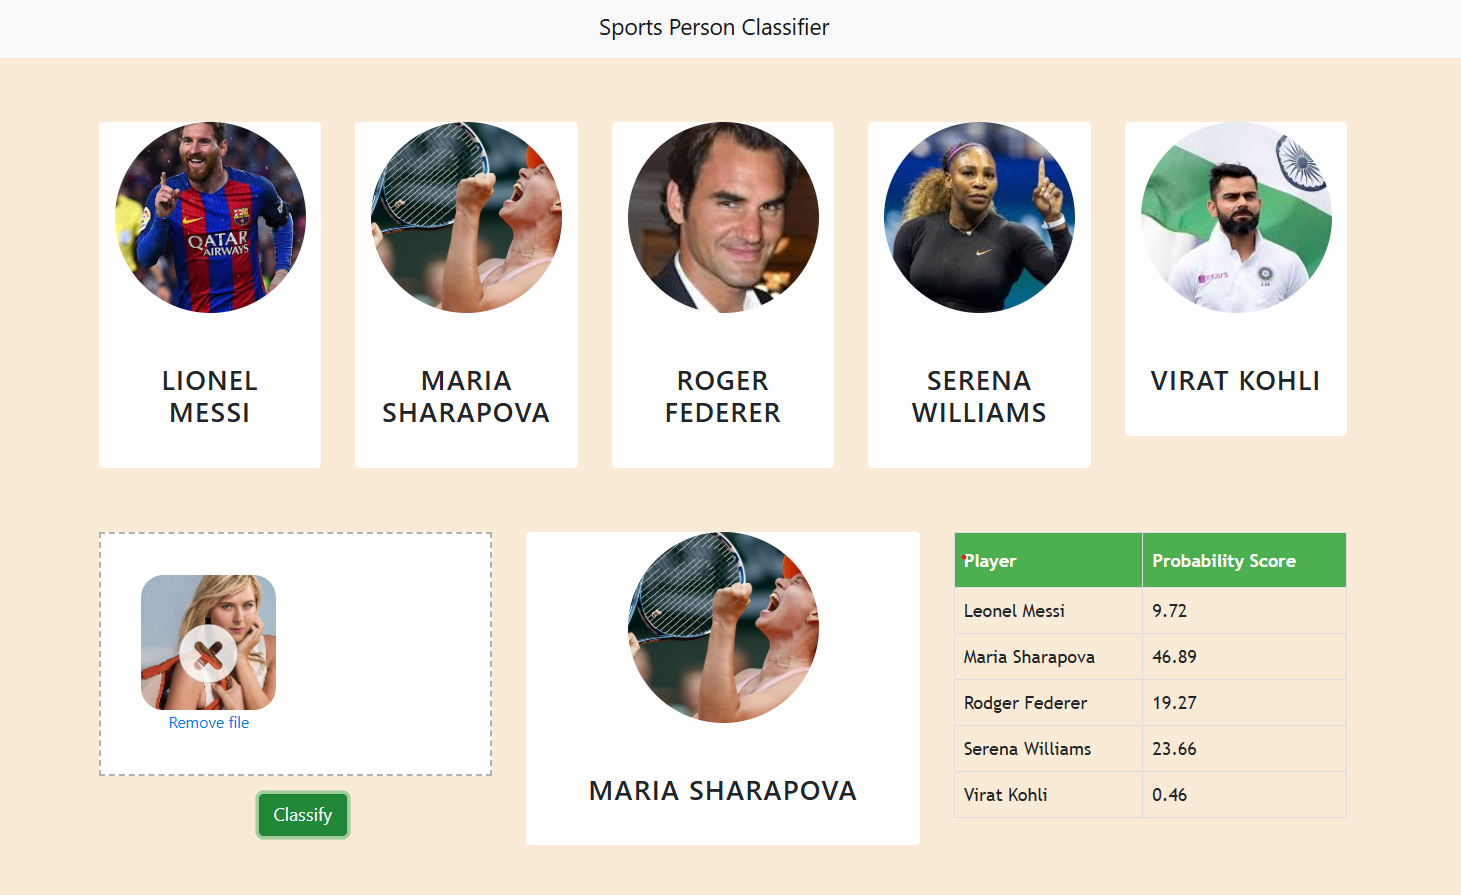 Sports Person Classifier
QATAR
AIRWAYS
LIONEL
MESSI
MARIA
SHARAPOVA
ROGER
FEDERER
SERENA
WILLIAMS
VIRAT KOHLI
Remove file
Classify
MARIA SHARAPOVA
Player Probability Score
Leonel Messi 9.72
Maria Sharapova 46.89
Rodger Federer 19.27
Serena Williams 23.66
Virat Kohli 0.46